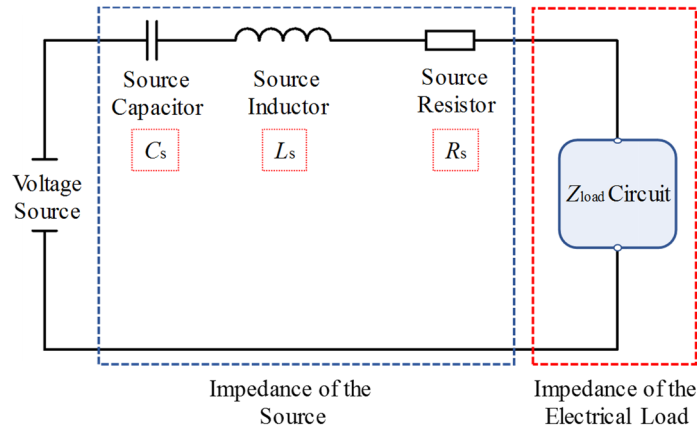 Source
Capacitor
Cs
Source
Inductor
Ls
Source
Resistor
Rs
Voltage
Source
Zload Circuit
Impedance of the
Source
Impedance of the
Electrical Load